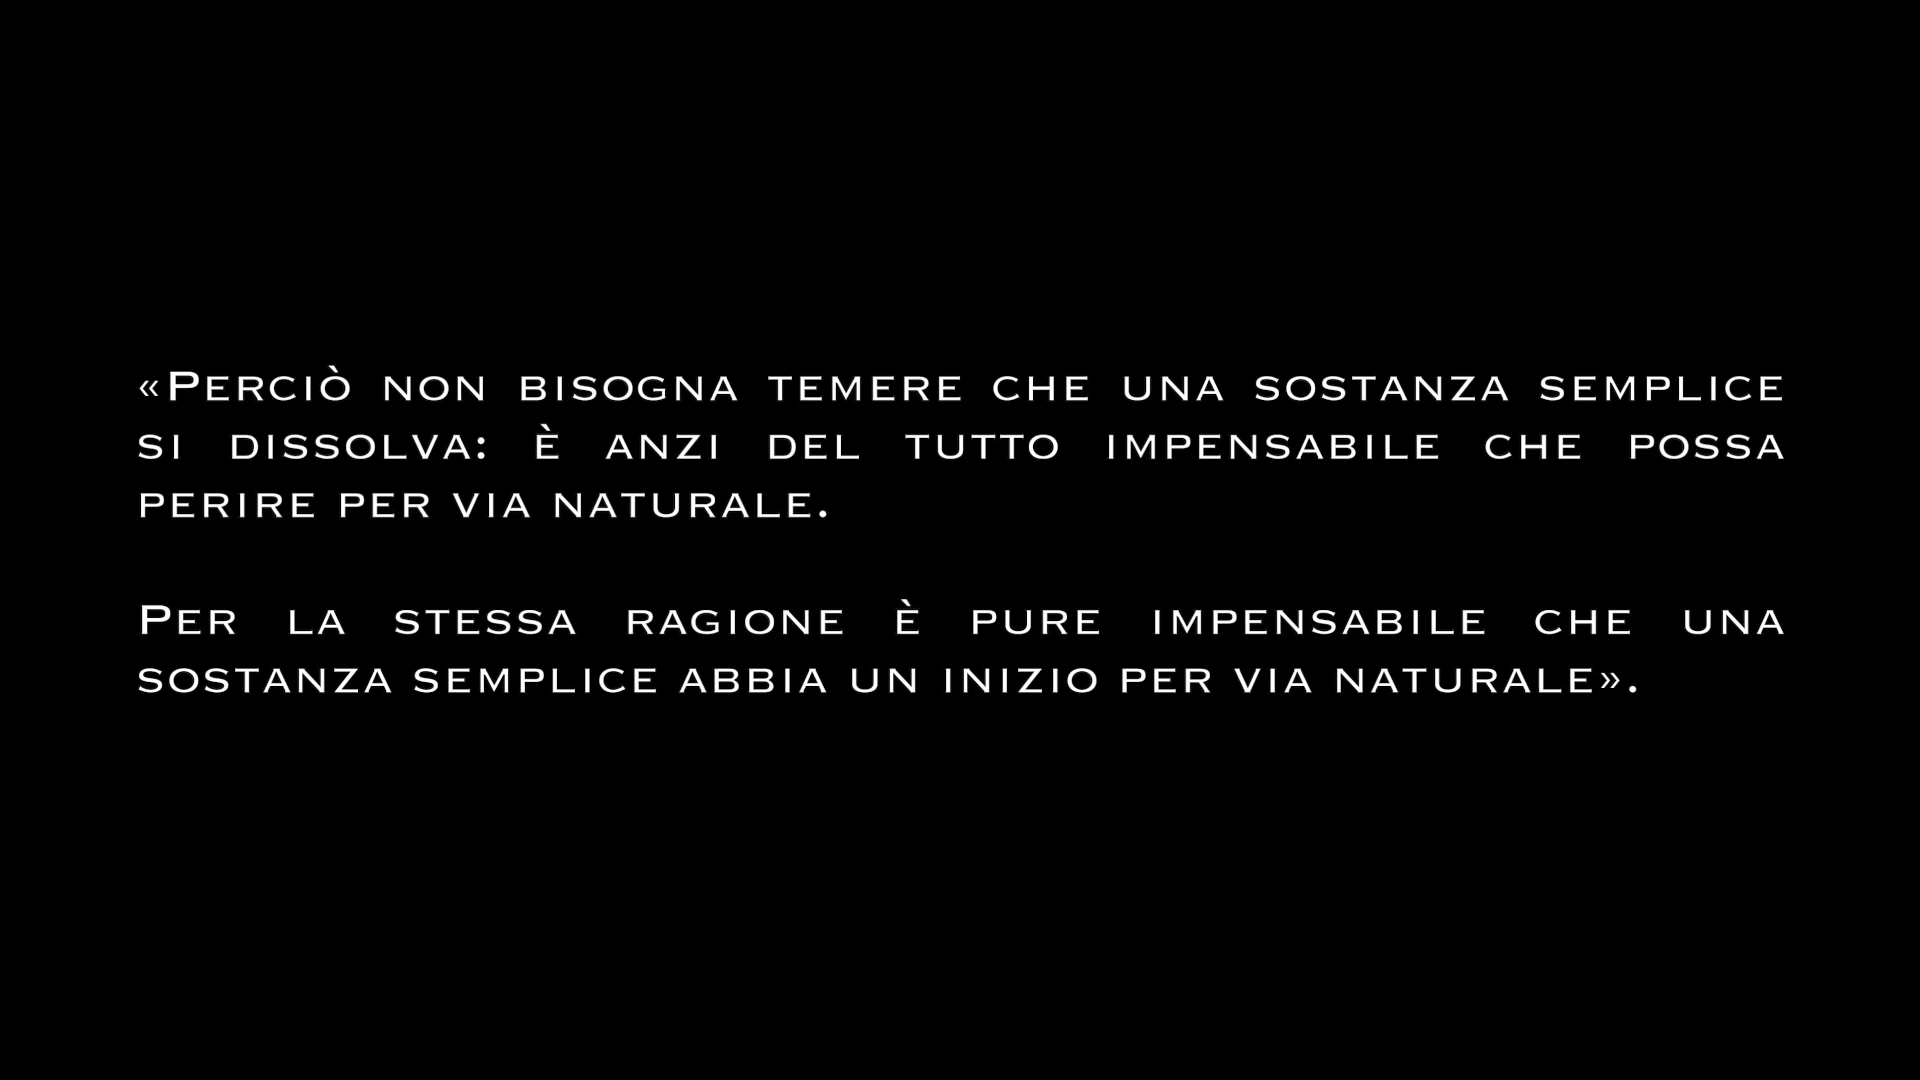 «Perciò non bisogna temere che una sostanza semplice
si dissolva: è anzi del tutto impensabile che possa
perire per via naturale.
Per la stessa ragione è pure impensabile che una
sostanza semplice abbia un inizio per via naturale».